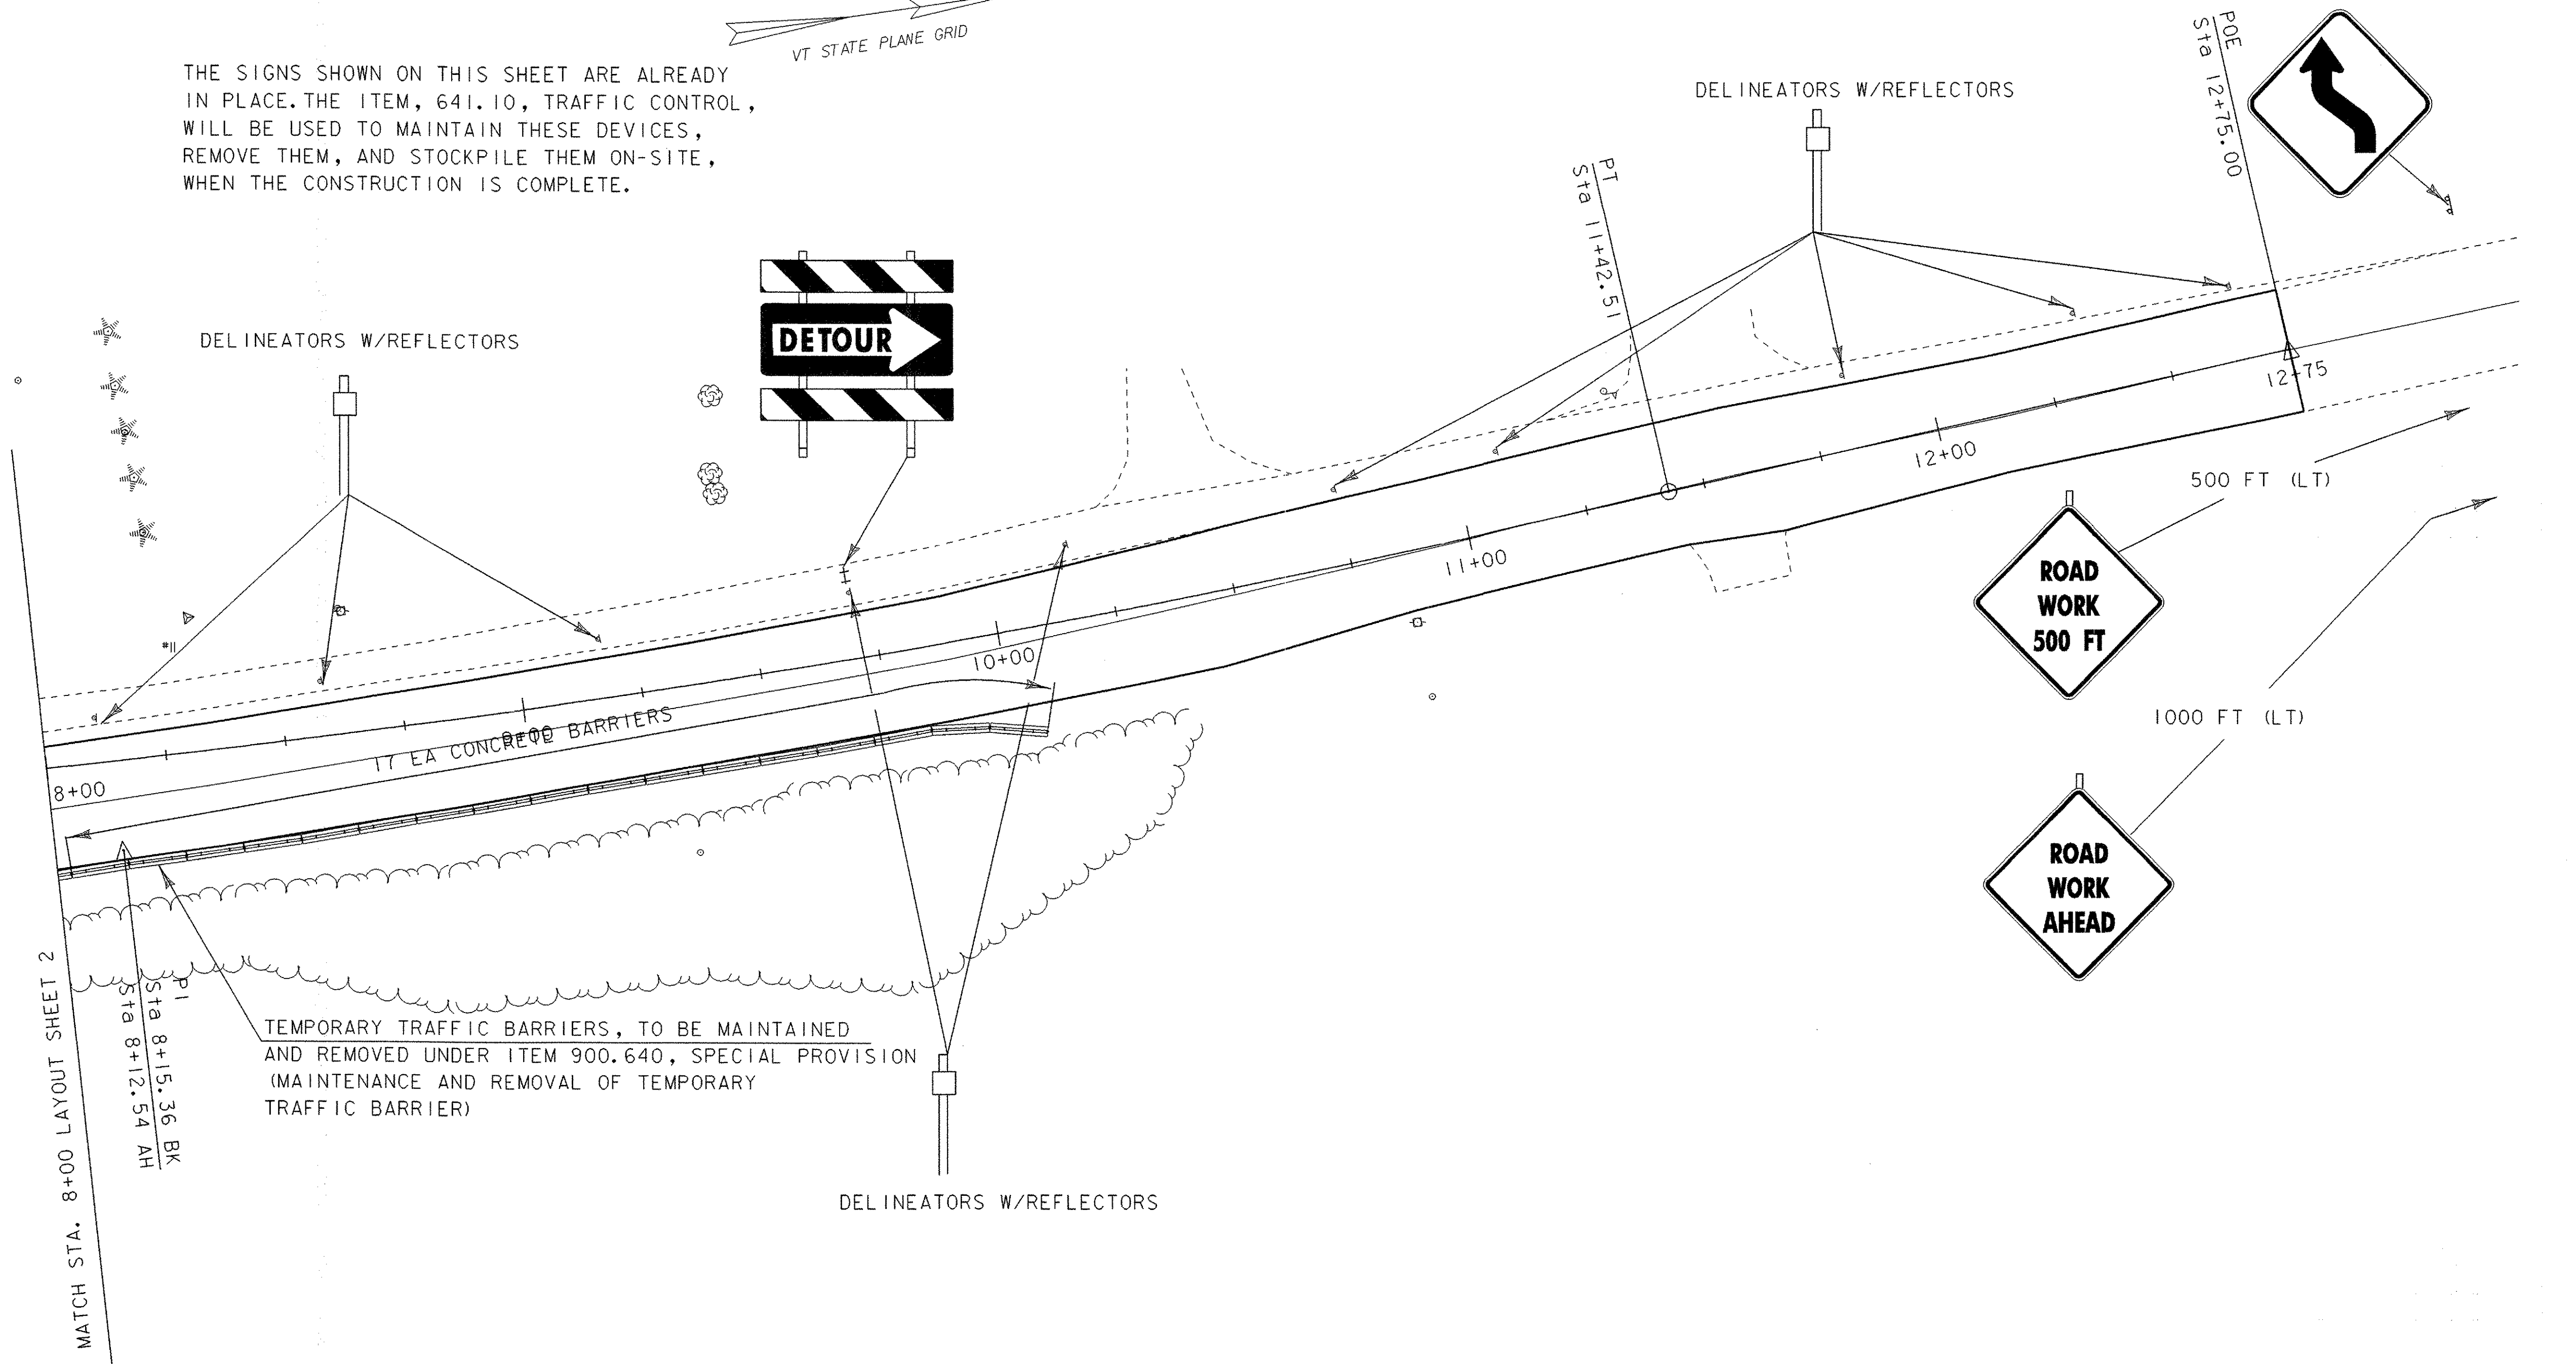 VT STATE PLANE GRID
THE SIGNS SHOWN ON THIS SHEET ARE ALREADY
IN PLACE. THE ITEM, 641.10, TRAFFIC CONTROL,
WILL BE USED TO MAINTAIN THESE DEVICES,
REMOVE THEM, AND STOCKPILE THEM ON-SITE,
WHEN THE CONSTRUCTION IS COMPLETE.
DELINEATORS W/REFLECTORS
POE
Sta 12+75.00
PT
Sta 11+42.51
DELINEATORS W/REFLECTORS
DETOUR
12+75
12+00
11+00
10+00
9+00
8+00
#11
17 EA CONCRETE BARRIERS
500 FT (LT)
ROAD
WORK
500 FT
1000 FT (LT)
ROAD
WORK
AHEAD
MATCH STA. 8+00 LAYOUT SHEET 2
PI
Sta 8+15.36 BK
Sta 8+12.54 AH
TEMPORARY TRAFFIC BARRIERS, TO BE MAINTAINED
AND REMOVED UNDER ITEM 900.640, SPECIAL PROVISION
(MAINTENANCE AND REMOVAL OF TEMPORARY
TRAFFIC BARRIER)
DELINEATORS W/REFLECTORS